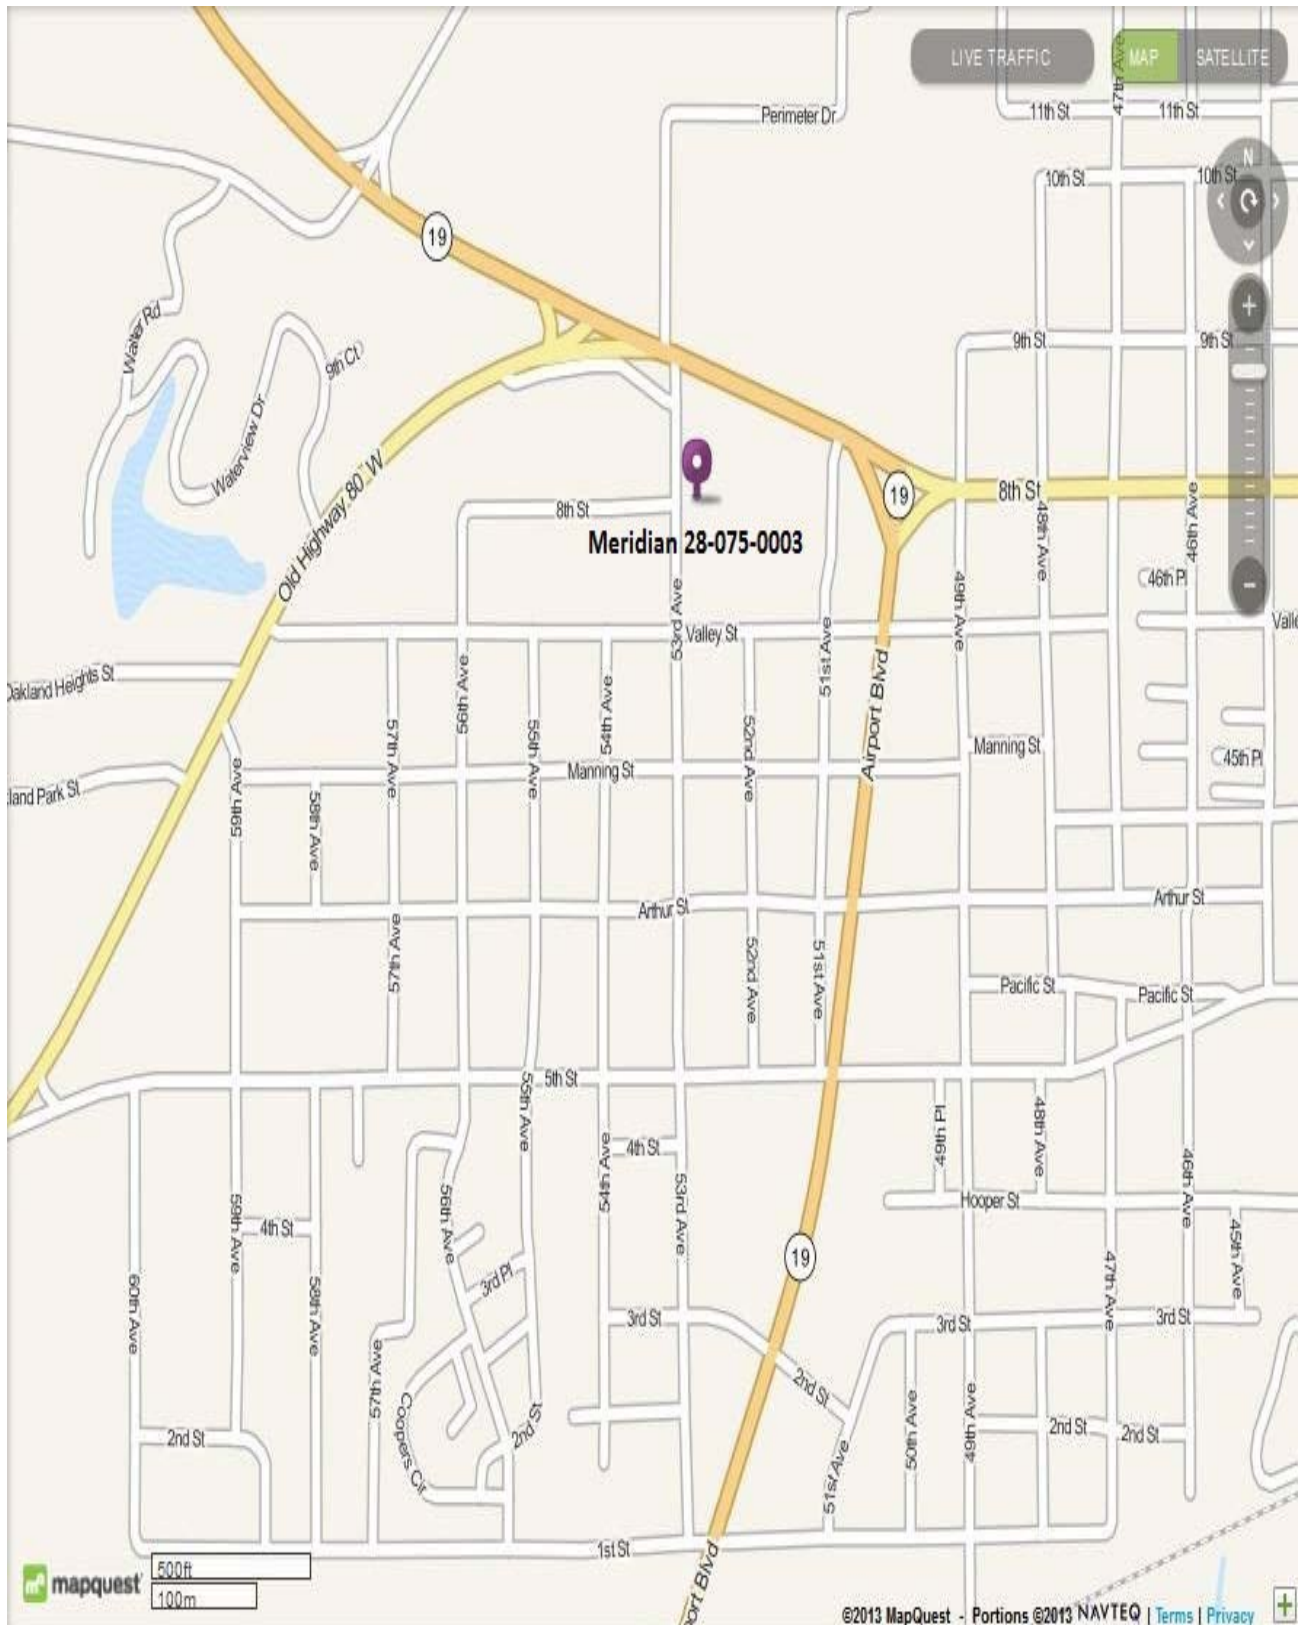 LIVE TRAFFIC
MAP
SATELLITE
47th Ave
Perimeter Dr
11th St
11th St
N
10th St
10th St
19
Walter Rd
9th Ct
9th St
9th St
Waterview Dr
Old Highway 80 W
19
8th St
8th St
48th Ave
46th Ave
Meridian 28-075-0003
46th Pl
49th Ave
53rd Ave
Valley St
51st Ave
Oakland Heights St
56th Ave
54th Ave
57th Ave
55th Ave
52nd Ave
Airport Blvd
Manning St
Manning St
45th Pl
land Park St
59th Ave
58th Ave
Arthur St
Arthur St
57th Ave
52nd Ave
51st Ave
Pacific St
Pacific St
5th St
55th Ave
49th Pl
48th Ave
4th St
54th Ave
53rd Ave
46th Ave
56th Ave
59th Ave
4th St
Hooper St
45th Ave
19
3rd Pl
60th Ave
58th Ave
47th Ave
3rd St
3rd St
3rd St
57th Ave
2nd St
Coopers Cir
2nd St
50th Ave
49th Ave
2nd St
2nd St
2nd St
51st Ave
1st St
port Blvd
mapquest
500ft
100m
©2013 MapQuest - Portions ©2013 NAVTEQ | Terms | Privacy